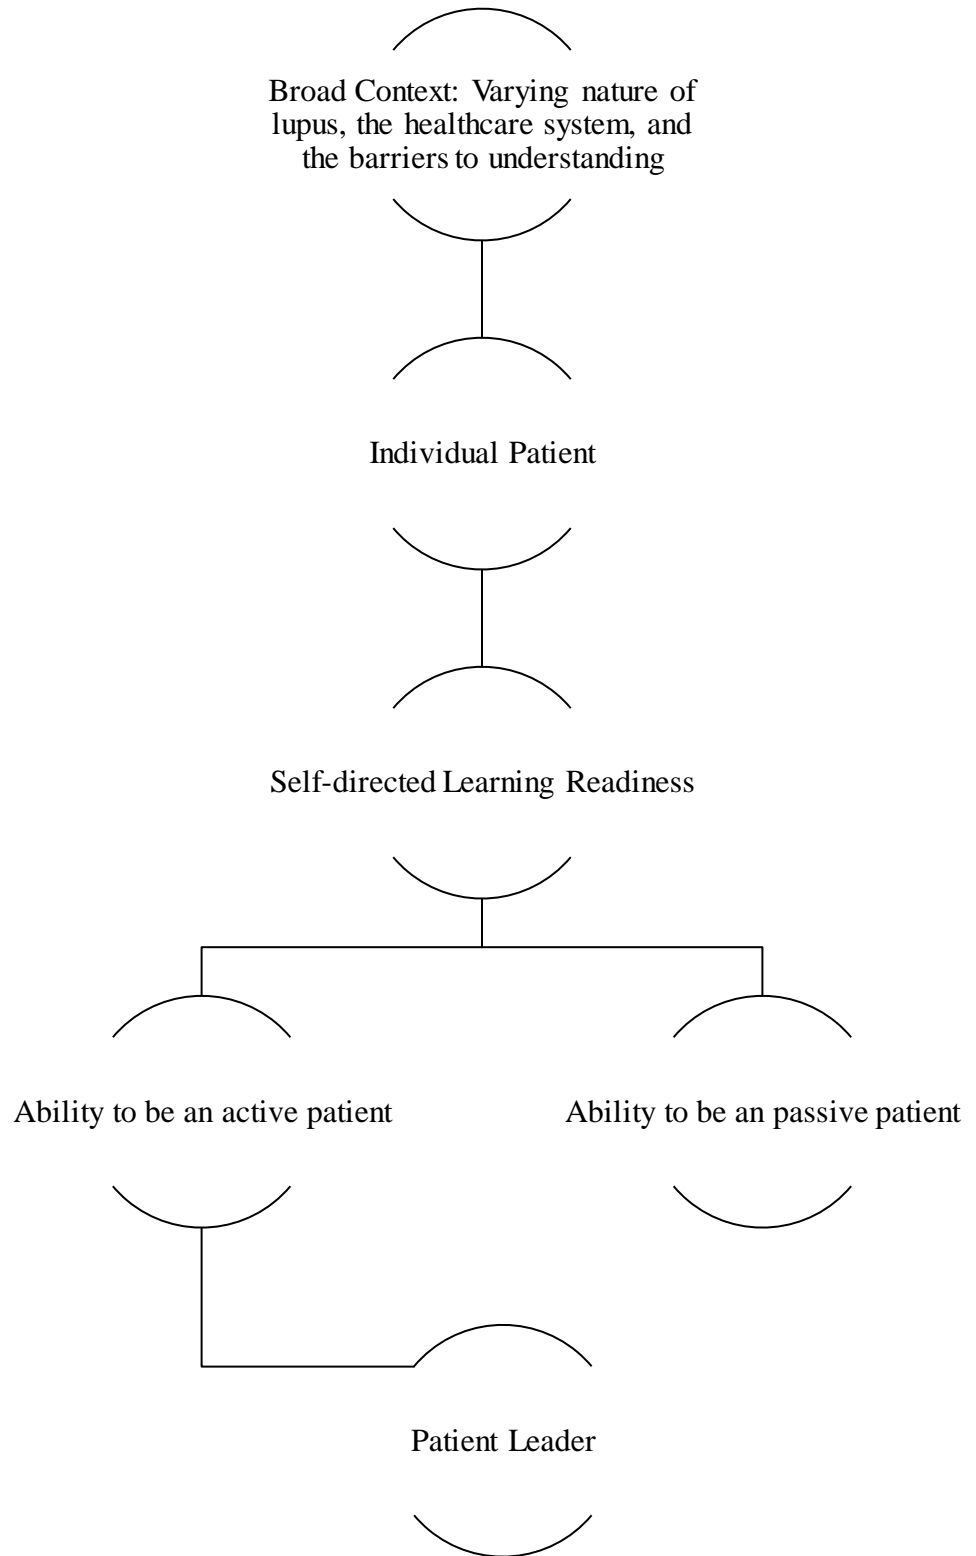 Broad Context: Varying nature of
lupus, the healthcare system, and
the barriers to understanding
Individual Patient
Self-directed Learning Readiness
Ability to be an active patient
Ability to be an passive patient
Patient Leader